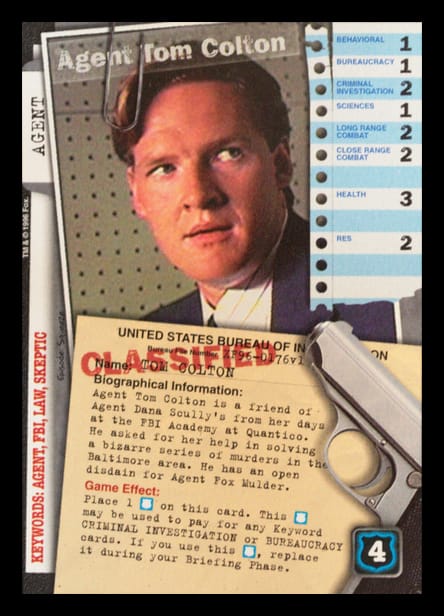 Agent Tom Colton
BEHAVIORAL 1
BUREAUCRACY 1
CRIMINAL
INVESTIGATION 2
SCIENCES 1
LONG RANGE
COMBAT 2
CLOSE RANGE
COMBAT 2
HEALTH 3
RES 2
AGENT
TM & © 1996 Fox.
KEYWORDS: AGENT, FBI, LAW, SKEPTIC
Episode: Squeeze
UNITED STATES BUREAU OF IN ON
Bureau File Number XF96-0176v1
CLASSIFIED
Name: TOM COLTON
Biographical Information:
Agent Tom Colton is a friend of
Agent Dana Scully's from her days
at the FBI Academy at Quantico.
He asked for her help in solving
a bizarre series of murders in the
Baltimore area. He has an open
disdain for Agent Fox Mulder.
Game Effect:
Place 1 on this card. This
may be used to pay for any Keyword
CRIMINAL INVESTIGATION or BUREAUCRACY
cards. If you use this , replace
it during your Briefing Phase.
4